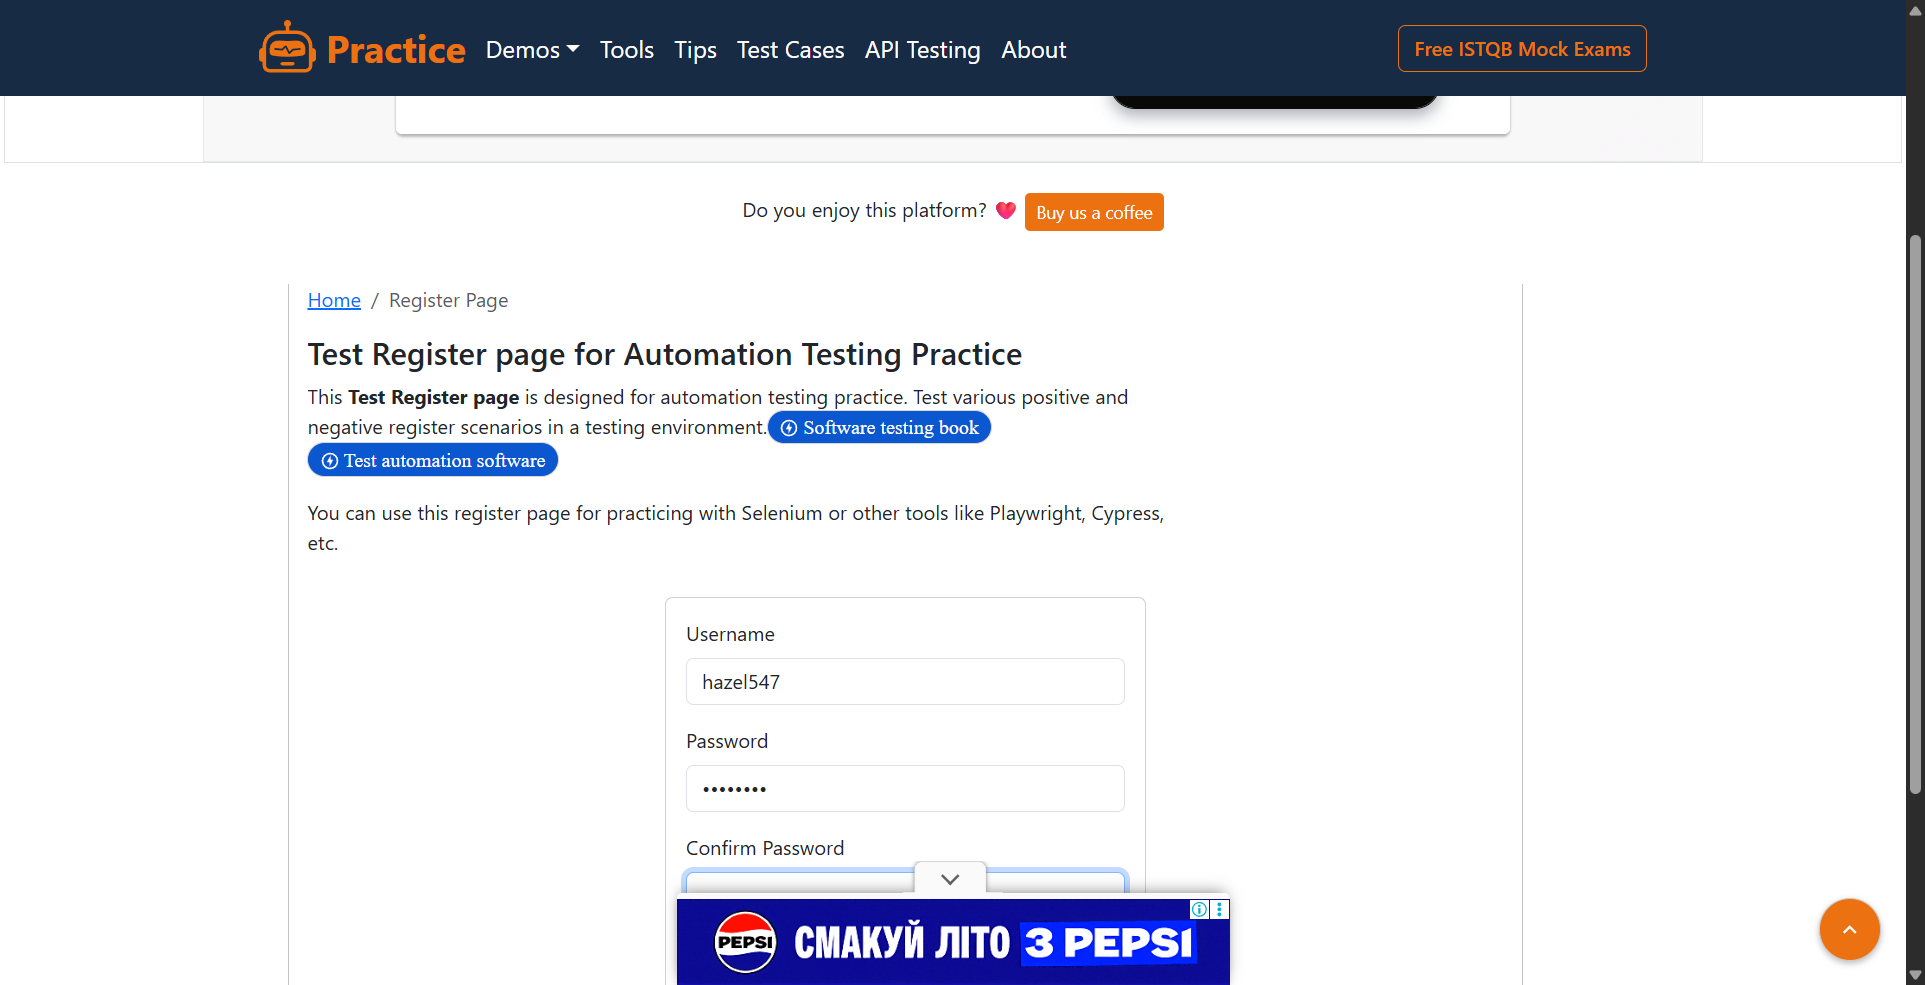 Practice Demos Tools Tips Test Cases API Testing About Free ISTQB Mock Exams
Do you enjoy this platform? Buy us a coffee
Home / Register Page
Test Register page for Automation Testing Practice
This Test Register page is designed for automation testing practice. Test various positive and
negative register scenarios in a testing environment. Software testing book
Test automation software
You can use this register page for practicing with Selenium or other tools like Playwright, Cypress,
etc.
Username
hazel547
Password
••••••••
Confirm Password
PEPSI СМАКУЙ ЛІТО З PEPSI